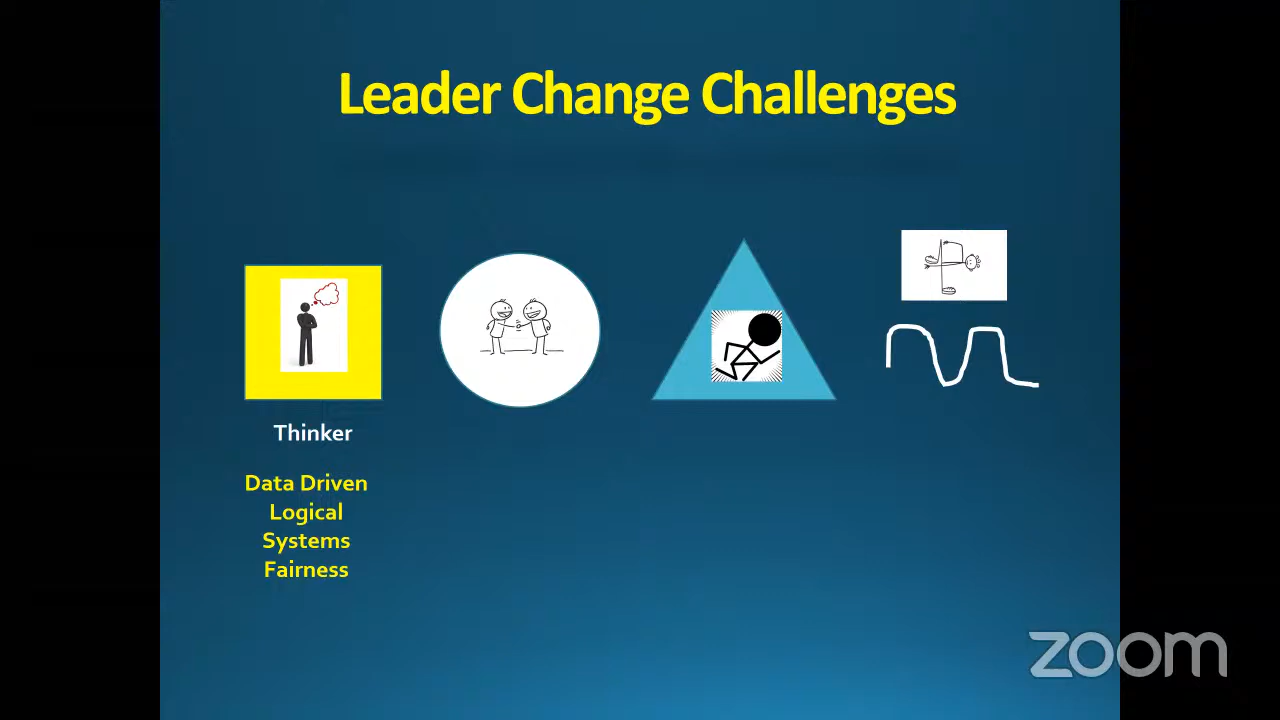 Leader Change Challenges
Thinker
Data Driven
Logical
Systems
Fairness
zoom